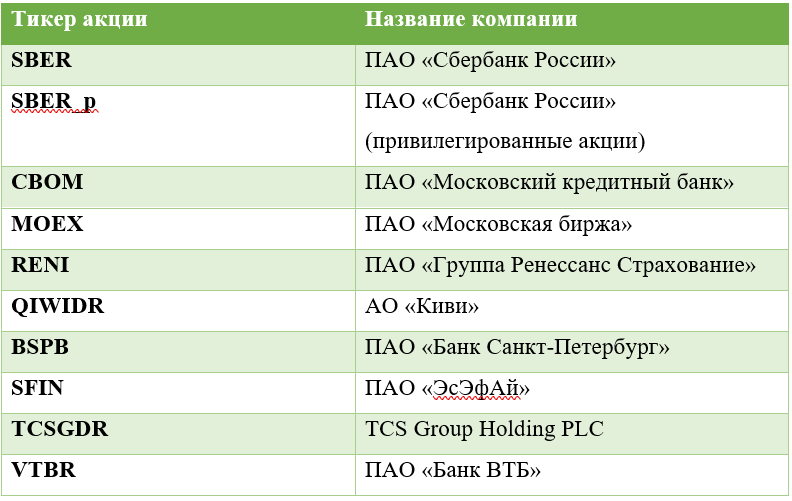 Тикер акции Название компании
SBER ПАО «Сбербанк России»
SBER_p ПАО «Сбербанк России»
(привилегированные акции)
CBOM ПАО «Московский кредитный банк»
MOEX ПАО «Московская биржа»
RENI ПАО «Группа Ренессанс Страхование»
QIWIDR АО «Киви»
BSPB ПАО «Банк Санкт-Петербург»
SFIN ПАО «ЭсЭфАй»
TCSGDR TCS Group Holding PLC
VTBR ПАО «Банк ВТБ»